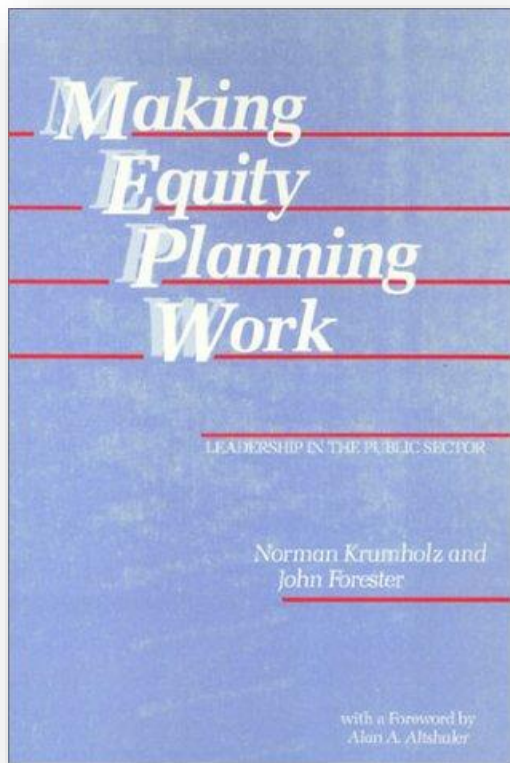 Making
Equity
Planning
Work
LEADERSHIP IN THE PUBLIC SECTOR
Norman Krumholz and
John Forester
with a Foreword by
Alan A. Altshuler